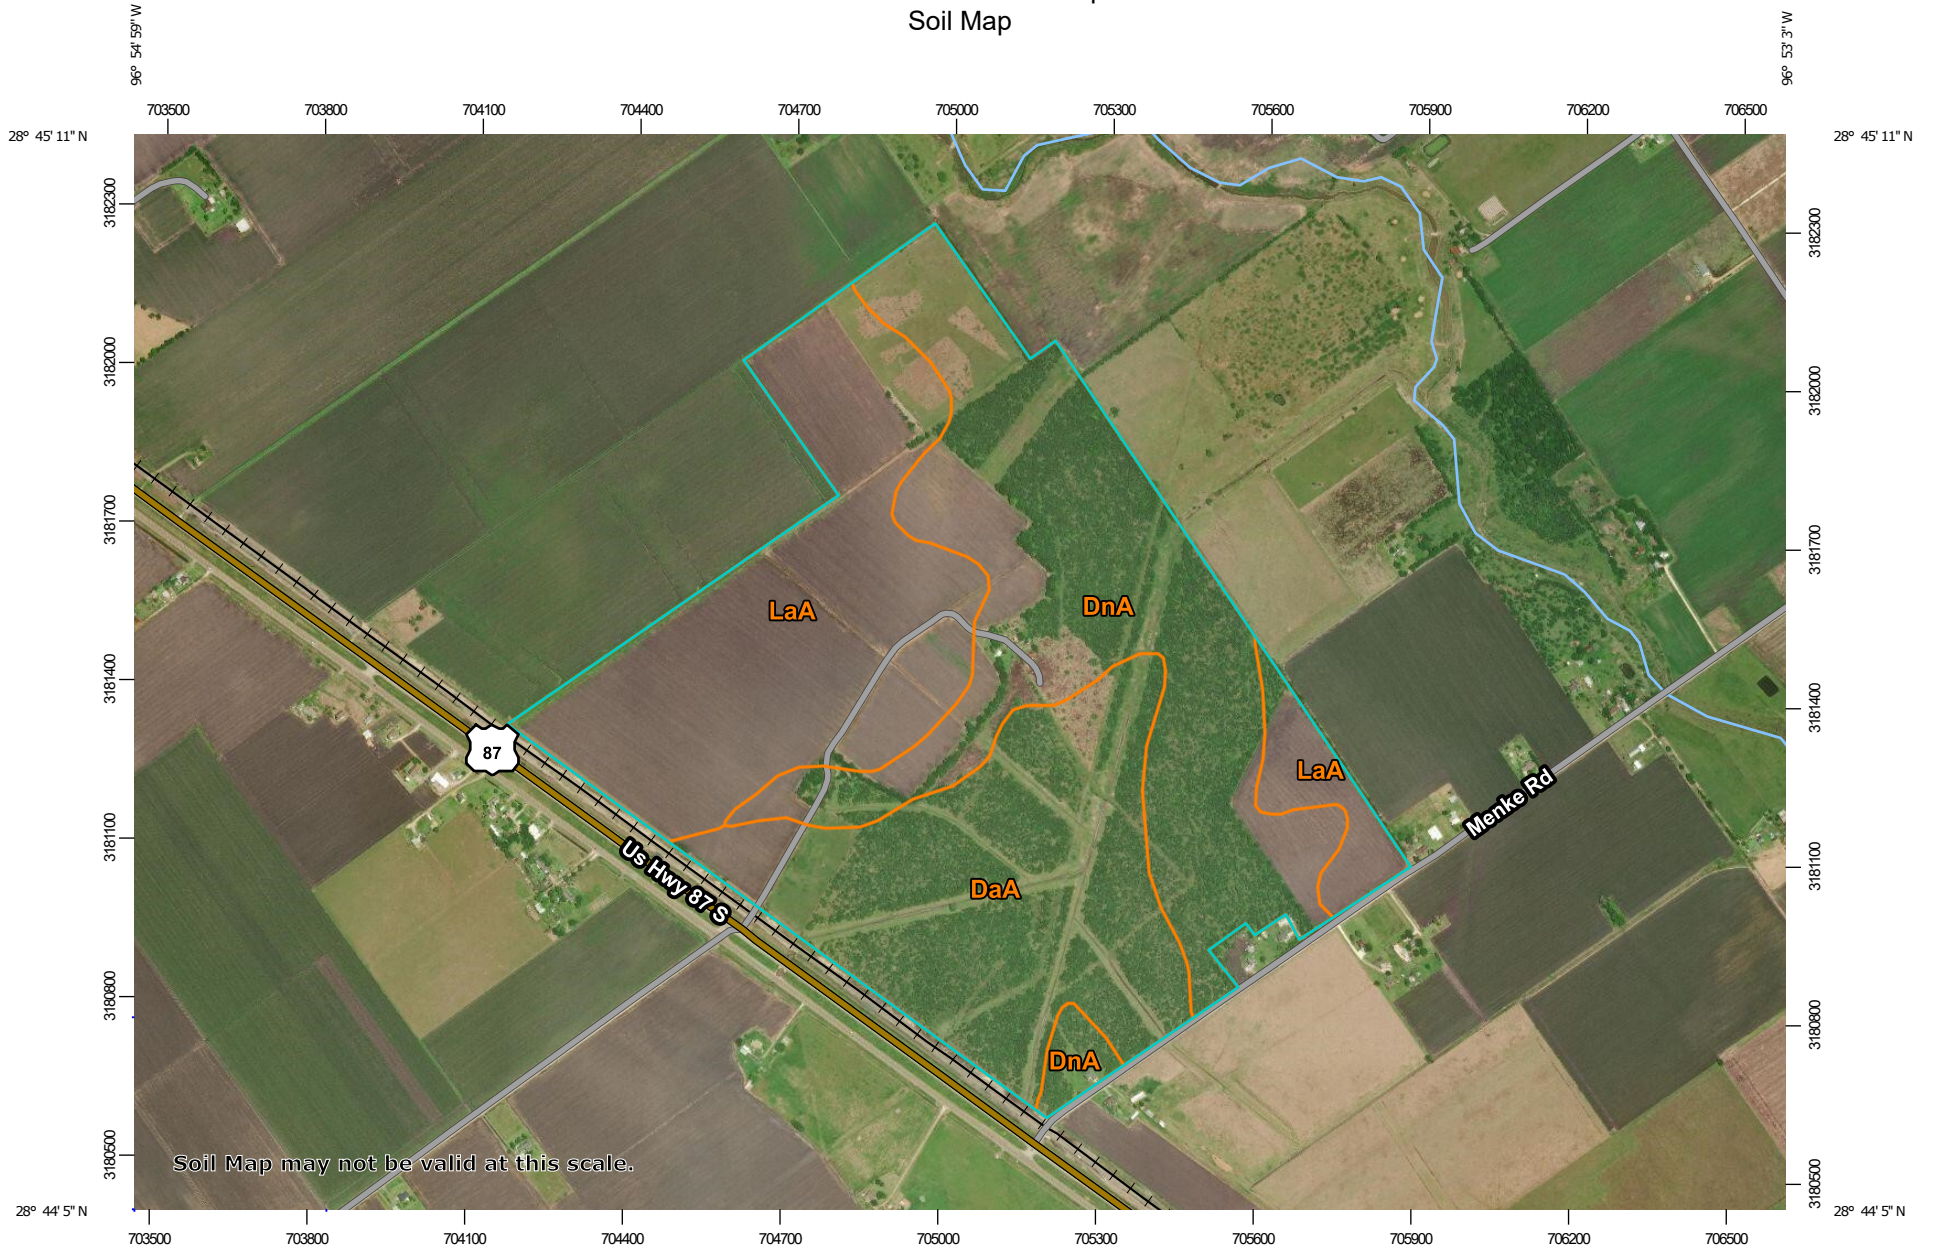 Soil Map
96° 54' 59" W
96° 53' 3" W
703500 703800 704100 704400 704700 705000 705300 705600 705900 706200 706500
28° 45' 11" N
28° 45' 11" N
3182300
3182300
3182000
3182000
3181700
3181700
LaA
DnA
3181400
3181400
87
LaA
Menke Rd
3181100
3181100
Us Hwy 87 S
DaA
3180800
3180800
DnA
3180500
3180500
Soil Map may not be valid at this scale.
28° 44' 5" N
28° 44' 5" N
703500 703800 704100 704400 704700 705000 705300 705600 705900 706200 706500